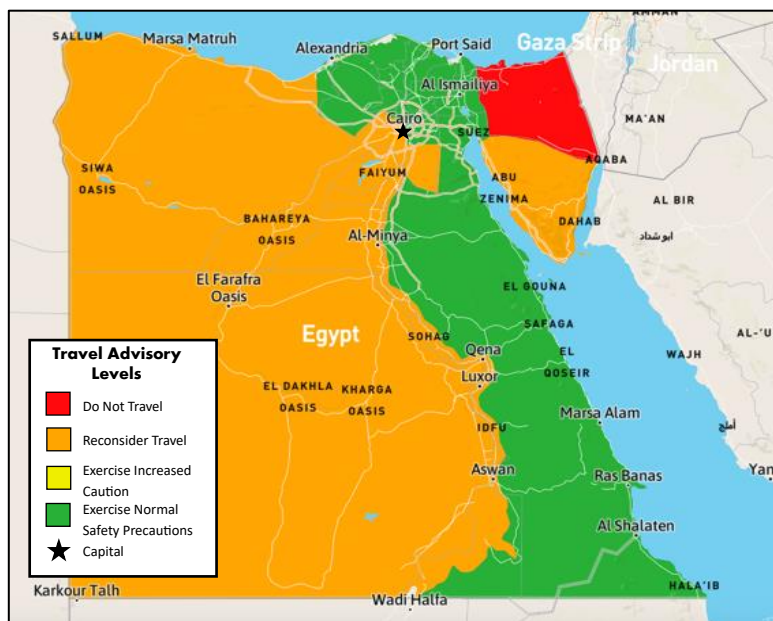 SALLUM
Marsa Matruh
Alexandria
Port Said
Gaza Strip
AMMAN
Jordan
Al Ismailiya
Cairo
SUEZ
MA'AN
SIWA
OASIS
FAIYUM
ABU
ZENIMA
AQABA
DAHAB
AL BIR
ابو شداد
BAHAREYA
OASIS
Al-Minya
El Farafra
Oasis
EL GOUNA
Egypt
SOHAG
SAFAGA
Qena
EL
QOSEIR
WAJH
AL-'U
Luxor
EL DAKHLA
OASIS
KHARGA
OASIS
Marsa Alam
أملج
IDFU
Aswan
Ras Banas
Yan
Al Shalaten
HALA'IB
Karkour Talh
Wadi Halfa
Travel Advisory
Levels
Do Not Travel
Reconsider Travel
Exercise Increased
Caution
Exercise Normal
Safety Precautions
Capital